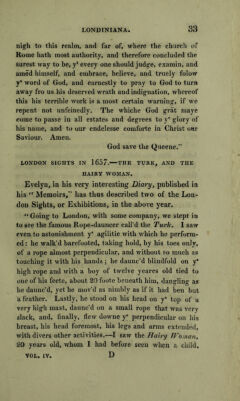 LONDINIANA. 33
nigh to this realm, and far of, where the church of
Rome hath most authority, and therefore concluded the
surest way to be, yᵗ every one should judge, examin, and
amed himself, and embrace, believe, and truely folow
yᵉ word of God, and earnestly to pray to God to turn
away fro us his deserved wrath and indignation, whereof
this his terrible werk is a most certain warning, if we
repent not unfeinedly. The whiche God grāt maye
come to passe in all estates and degrees to yᵉ glory of
his name, and to our endelesse comforte in Christ our
Saviour. Amen.
God save the Queene."
LONDON SIGHTS IN 1657.—THE TURK, AND THE
HAIRY WOMAN.
Evelyn, in his very interesting Diary, published in
his " Memoirs," has thus described two of the Lon-
don Sights, or Exhibitions, in the above year.
"Going to London, with some company, we stept in
to see the famous Rope-dauncer call'd the Turk. I saw
even to astonishment yᵉ agilitie with which he perform-
ed: he walk'd barefooted, taking hold, by his toes only,
of a rope almost perpendicular, and without so much as
touching it with his hands; he daunc'd blindfold on yᵉ
high rope and with a boy of twelve yeares old tied to
one of his feete, about 20 foote beneath him, dangling as
he daunc'd, yet he mov'd as nimbly as if it had ben but
a feather. Lastly, he stood on his head on yᵉ top of a
very high mast, daunc'd on a small rope that was very
slack, and, finally, flew downe yᵉ perpendicular on his
breast, his head foremost, his legs and arms extended,
with divers other activities.—I saw the Hairy Woman,
20 years old, whom I had before seen when a child.
VOL. IV. D